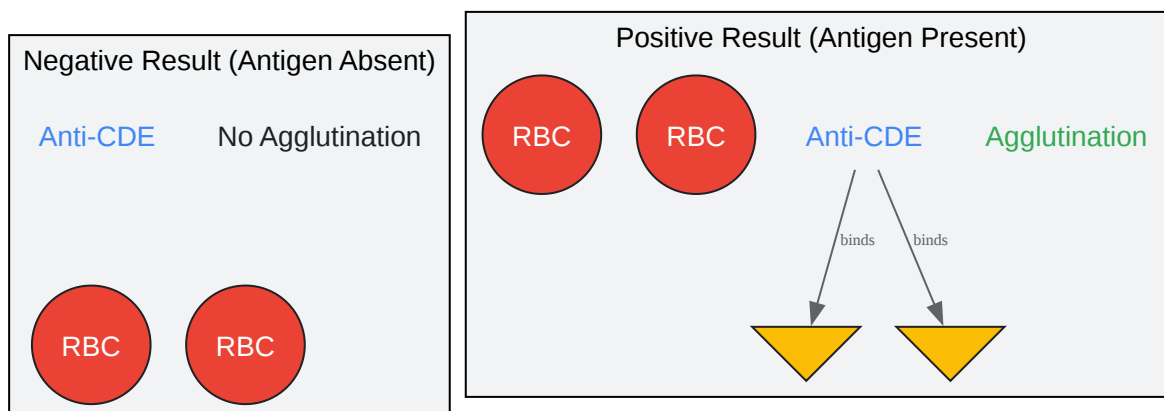 Negative Result (Antigen Absent)
Anti-CDE No Agglutination
RBC RBC
Positive Result (Antigen Present)
RBC RBC Anti-CDE Agglutination
binds binds